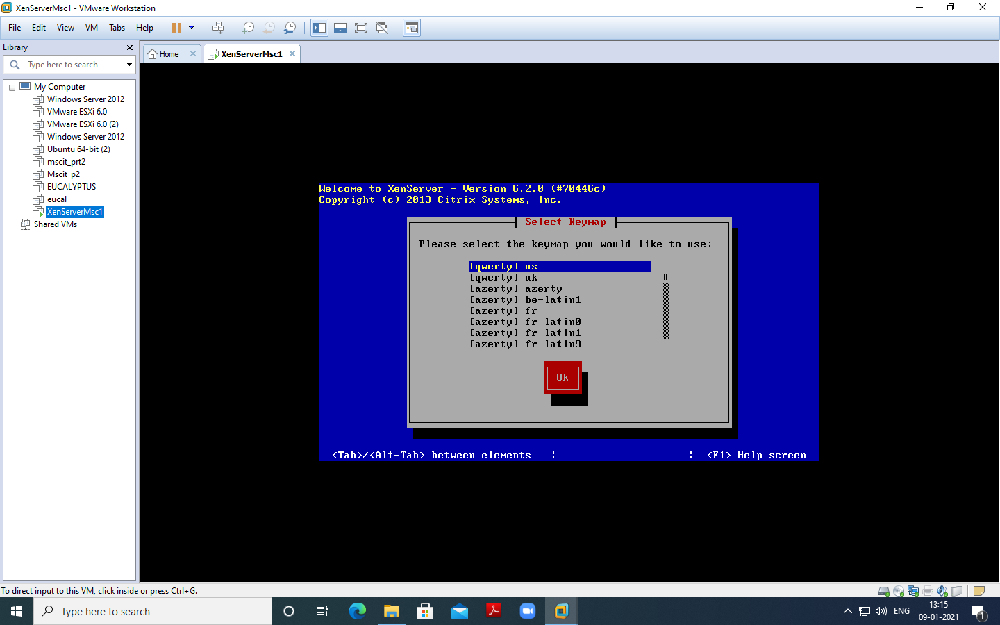 XenServerMsc1 - VMware Workstation
File Edit View VM Tabs Help
Library
Type here to search
My Computer
Windows Server 2012
VMware ESXi 6.0
VMware ESXi 6.0 (2)
Windows Server 2012
Ubuntu 64-bit (2)
mscit_prt2
Mscit_p2
EUCALYPTUS
eucal
XenServerMsc1
Shared VMs
Home
XenServerMsc1
Welcome to XenServer - Version 6.2.0 (#70446c)
Copyright (c) 2013 Citrix Systems, Inc.
Select Keymap
Please select the keymap you would like to use:
[qwerty] us
[qwerty] uk #
[azerty] azerty
[azerty] be-latin1
[azerty] fr
[azerty] fr-latin0
[azerty] fr-latin1
[azerty] fr-latin9
Ok
<Tab>/<Alt-Tab> between elements ¦ ¦ <F1> Help screen
To direct input to this VM, click inside or press Ctrl+G.
Type here to search
ENG
13:15
09-01-2021
1